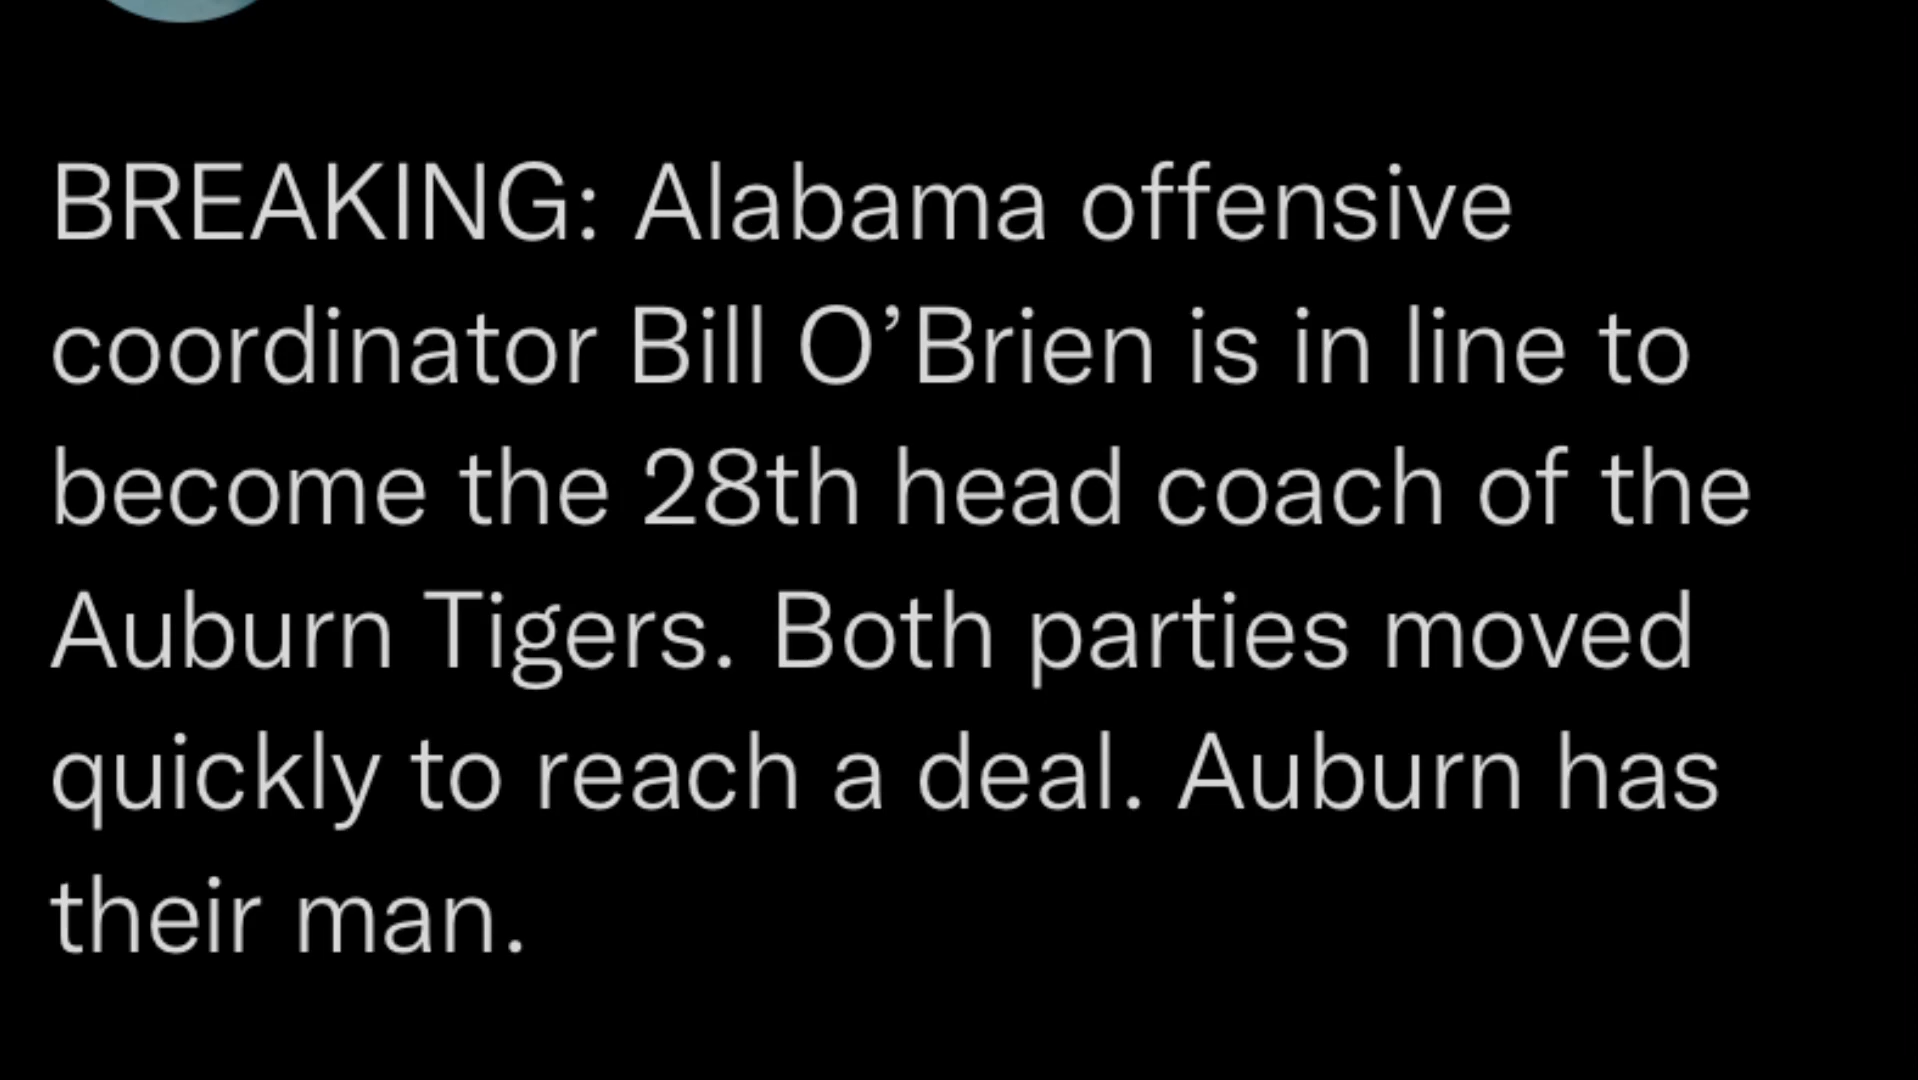 BREAKING: Alabama offensive
coordinator Bill O’Brien is in line to
become the 28th head coach of the
Auburn Tigers. Both parties moved
quickly to reach a deal. Auburn has
their man.